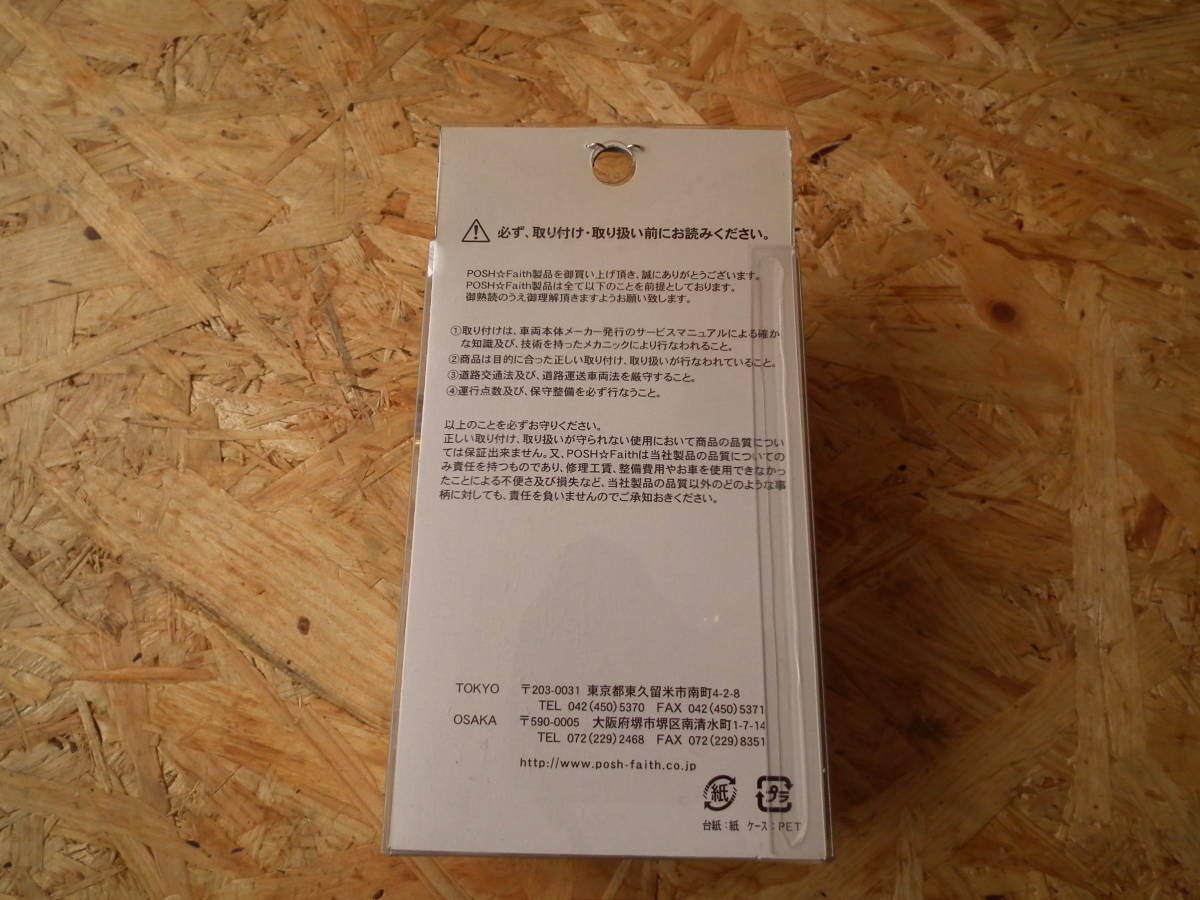 必ず、取り付け・取り扱い前にお読みください。
POSH☆Faith製品を御買い上げ頂き、誠にありがとうございます。
POSH☆Faith製品は全て以下のことを前提としております。
御熟読のうえ御理解頂きますようお願い致します。
①取り付けは、車両本体メーカー発行のサービスマニュアルによる確か
な知識及び、技術を持ったメカニックにより行なわれること。
②商品は目的に合った正しい取り付け、取り扱いが行なわれていること。
③道路交通法及び、道路運送車両法を厳守すること。
④運行点数及び、保守整備を必ず行なうこと。
以上のことを必ずお守りください。
正しい取り付け、取り扱いが守られない使用において商品の品質につい
ては保証出来ません。又、POSH☆Faithは当社製品の品質についての
み責任を持つものであり、修理工賃、整備費用やお車を使用できなかっ
たことによる不便さ及び損失など、当社製品の品質以外のどのような事
柄に対しても、責任を負いませんのでご承知おきください。
TOKYO 〒203-0031 東京都東久留米市南町4-2-8
TEL 042(450)5370 FAX 042(450)5371
OSAKA 〒590-0005 大阪府堺市堺区南清水町1-7-14
TEL 072(229)2468 FAX 072(229)8351
http://www.posh-faith.co.jp
紙 プラ
台紙:紙 ケース:PET